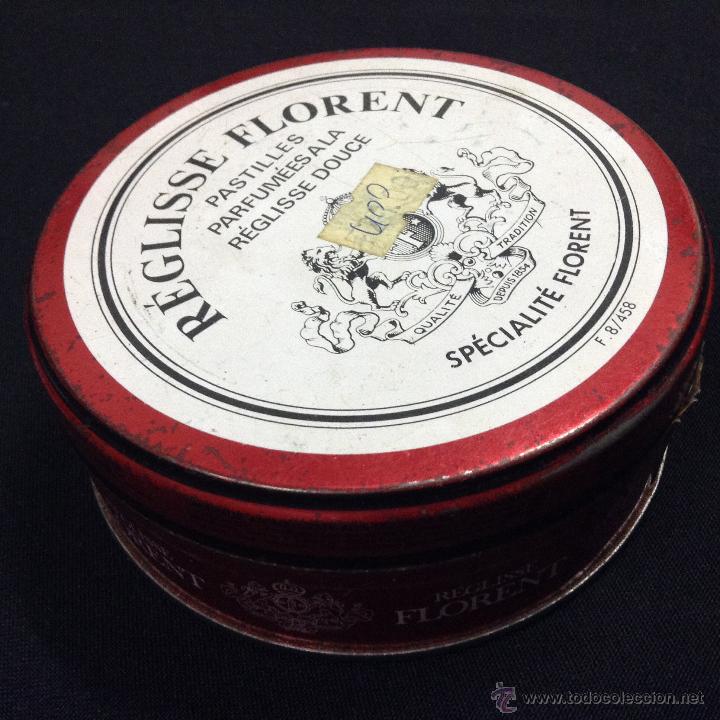 RÉGLISSE FLORENT
PASTILLES
PARFUMÉES A LA
RÉGLISSE DOUCE
QUALITÉ
DEPUIS 1854
TRADITION
SPÉCIALITÉ FLORENT
F. 8/458
RÉGLISSE
FLORENT
© www.todocoleccion.net